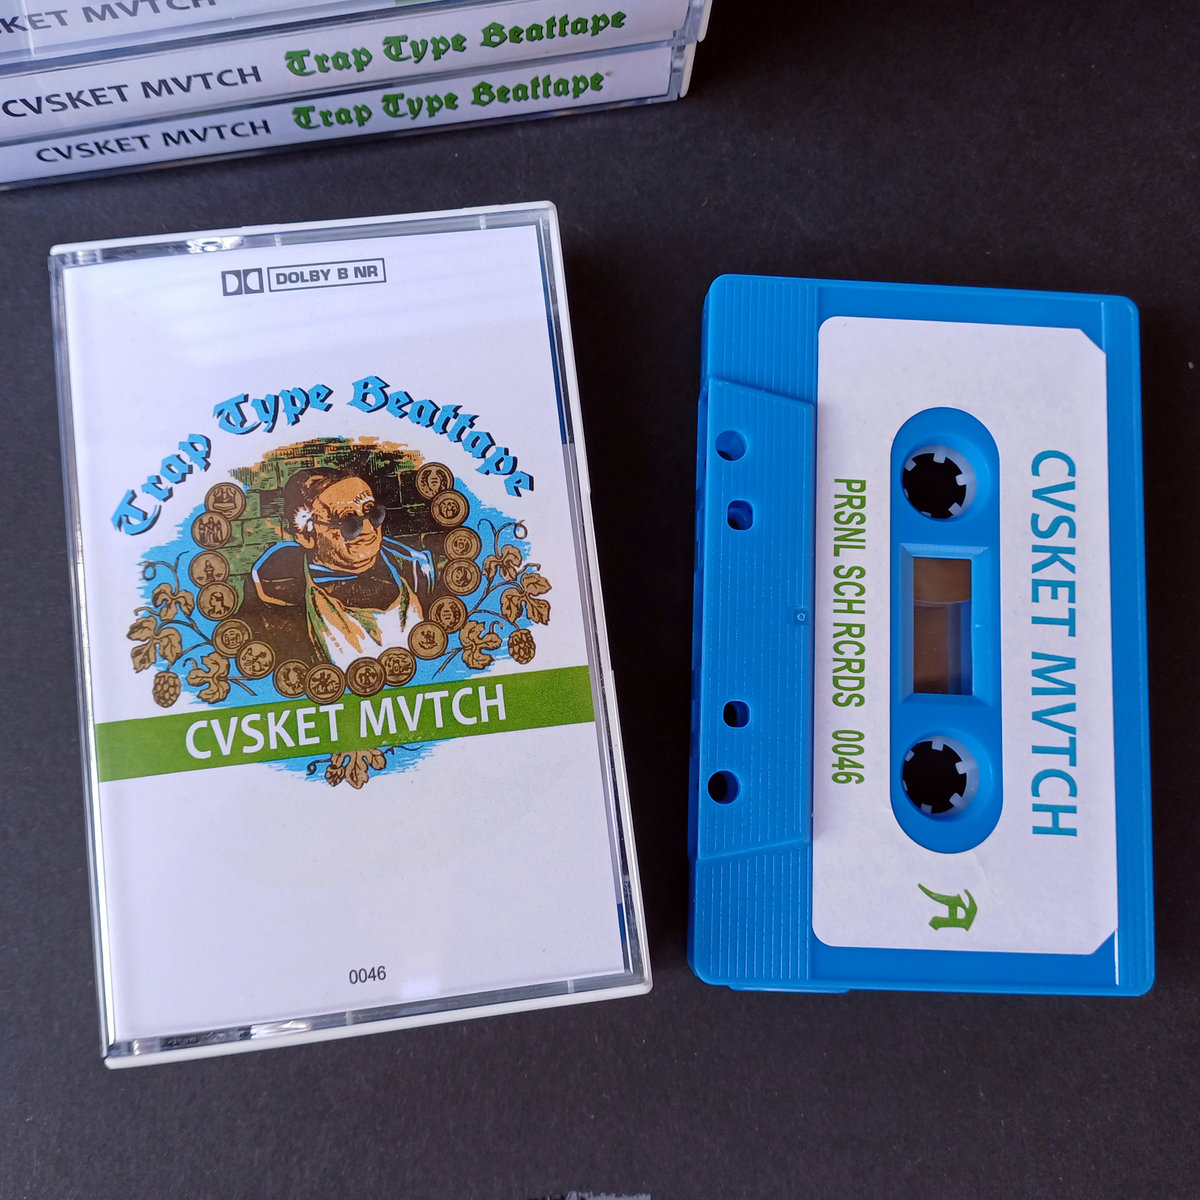 CVSKET MVTCH
CVSKET MVTCH Trap Type Beattape
CVSKET MVTCH Trap Type Beattape
DOLBY B NR
Trap Type Beattape
CVSKET MVTCH
0046
CVSKET MVTCH
PRSNL SCH RCRDS 0046
A